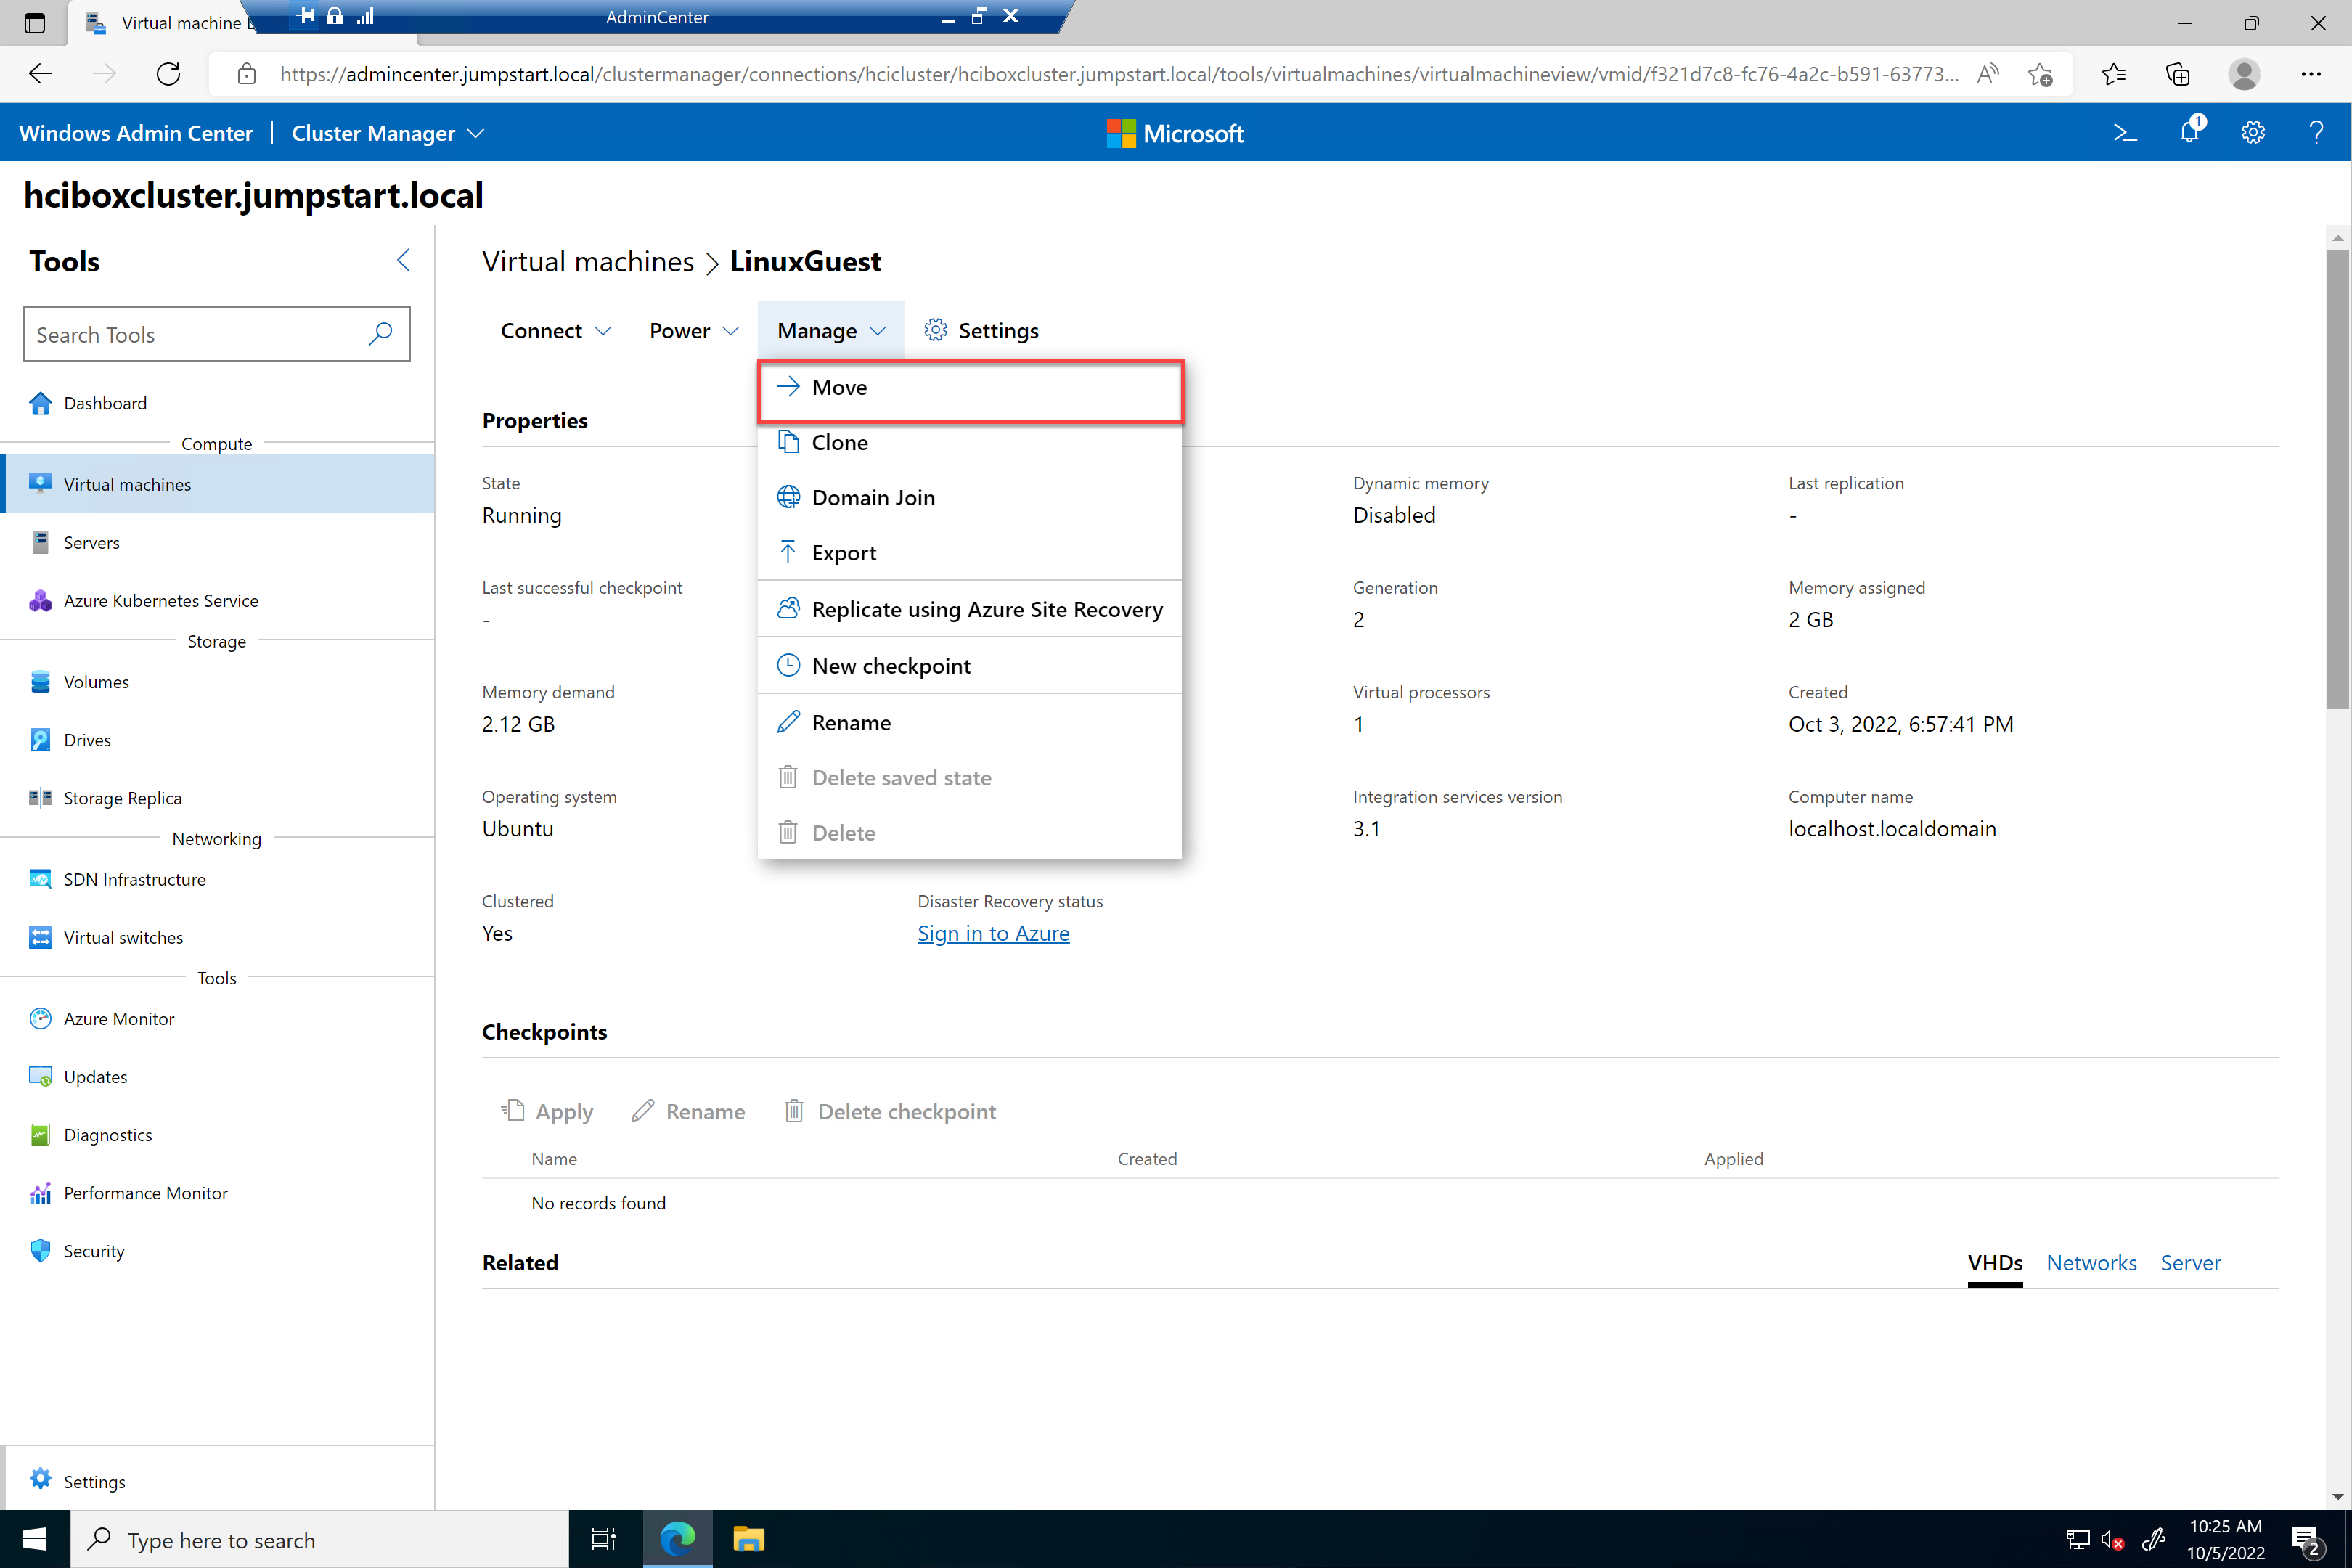 Virtual machine
AdminCenter
https://admincenter.jumpstart.local/clustermanager/connections/hcicluster/hciboxcluster.jumpstart.local/tools/virtualmachines/virtualmachineview/vmid/f321d7c8-fc76-4a2c-b591-63773...
Windows Admin Center | Cluster Manager
Microsoft
1
hciboxcluster.jumpstart.local
Tools
Search Tools
Dashboard
Compute
Virtual machines
Servers
Azure Kubernetes Service
Storage
Volumes
Drives
Storage Replica
Networking
SDN Infrastructure
Virtual switches
Tools
Azure Monitor
Updates
Diagnostics
Performance Monitor
Security
Settings
Virtual machines > LinuxGuest
Connect Power Manage Settings
Move
Clone
Domain Join
Export
Replicate using Azure Site Recovery
New checkpoint
Rename
Delete saved state
Delete
Properties
State
Running
Dynamic memory
Disabled
Last replication
-
Last successful checkpoint
-
Generation
2
Memory assigned
2 GB
Memory demand
2.12 GB
Virtual processors
1
Created
Oct 3, 2022, 6:57:41 PM
Operating system
Ubuntu
Integration services version
3.1
Computer name
localhost.localdomain
Clustered
Yes
Disaster Recovery status
Sign in to Azure
Checkpoints
Apply Rename Delete checkpoint
Name Created Applied
No records found
Related
VHDs Networks Server
Type here to search
10:25 AM
10/5/2022
2